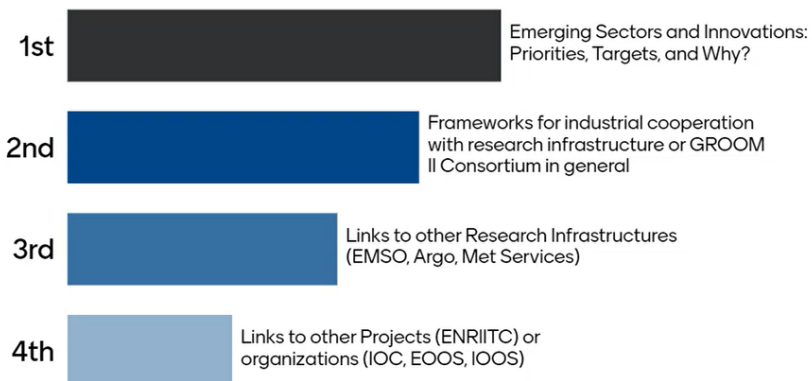 1st
Emerging Sectors and Innovations:
Priorities, Targets, and Why?
2nd
Frameworks for industrial cooperation
with research infrastructure or GROOM
II Consortium in general
3rd
Links to other Research Infrastructures
(EMSO, Argo, Met Services)
4th
Links to other Projects (ENRIITC) or
organizations (IOC, EOOS, IOOS)